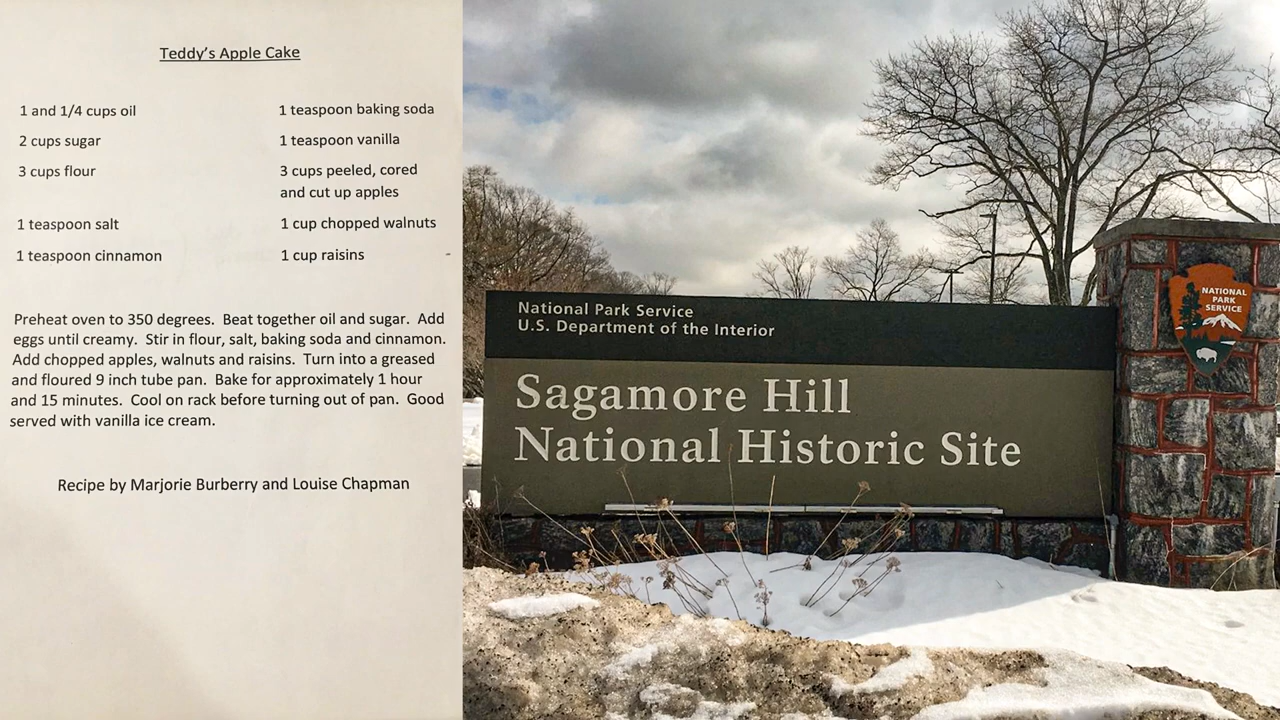 Teddy's Apple Cake
1 and 1/4 cups oil
2 cups sugar
3 cups flour
1 teaspoon salt
1 teaspoon cinnamon
1 teaspoon baking soda
1 teaspoon vanilla
3 cups peeled, cored
and cut up apples
1 cup chopped walnuts
1 cup raisins
Preheat oven to 350 degrees. Beat together oil and sugar. Add
eggs until creamy. Stir in flour, salt, baking soda and cinnamon.
Add chopped apples, walnuts and raisins. Turn into a greased
and floured 9 inch tube pan. Bake for approximately 1 hour
and 15 minutes. Cool on rack before turning out of pan. Good
served with vanilla ice cream.
Recipe by Marjorie Burberry and Louise Chapman
National Park Service
U.S. Department of the Interior
Sagamore Hill
National Historic Site
NATIONAL
PARK
SERVICE